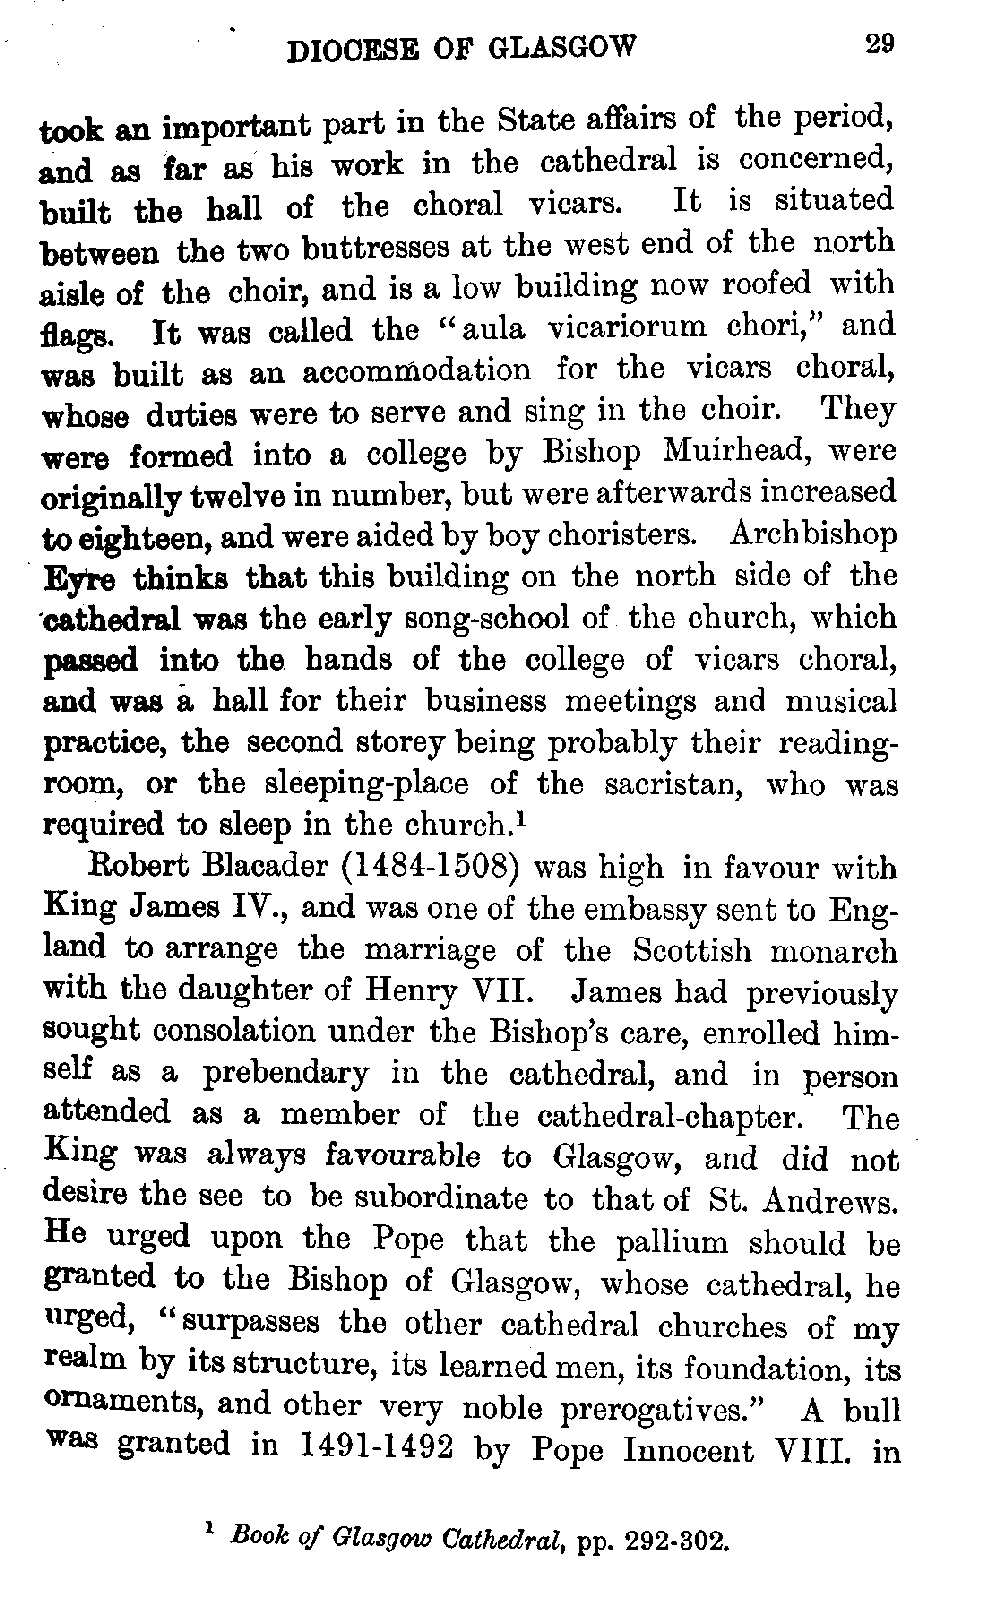 DIOCESE OF GLASGOW 29
took an important part in the State affairs of the period,
and as far as his work in the cathedral is concerned,
built the hall of the choral vicars. It is situated
between the two buttresses at the west end of the north
aisle of the choir, and is a low building now roofed with
flags. It was called the “aula vicariorum chori,” and
was built as an accommodation for the vicars choral,
whose duties were to serve and sing in the choir. They
were formed into a college by Bishop Muirhead, were
originally twelve in number, but were afterwards increased
to eighteen, and were aided by boy choristers. Archbishop
Eyre thinks that this building on the north side of the
cathedral was the early song-school of the church, which
passed into the hands of the college of vicars choral,
and was a hall for their business meetings and musical
practice, the second storey being probably their reading-
room, or the sleeping-place of the sacristan, who was
required to sleep in the church.¹
Robert Blacader (1484-1508) was high in favour with
King James IV., and was one of the embassy sent to Eng-
land to arrange the marriage of the Scottish monarch
with the daughter of Henry VII. James had previously
sought consolation under the Bishop’s care, enrolled him-
self as a prebendary in the cathedral, and in person
attended as a member of the cathedral-chapter. The
King was always favourable to Glasgow, and did not
desire the see to be subordinate to that of St. Andrews.
He urged upon the Pope that the pallium should be
granted to the Bishop of Glasgow, whose cathedral, he
urged, “surpasses the other cathedral churches of my
realm by its structure, its learned men, its foundation, its
ornaments, and other very noble prerogatives.” A bull
was granted in 1491-1492 by Pope Innocent VIII. in
¹ Book of Glasgow Cathedral, pp. 292-302.